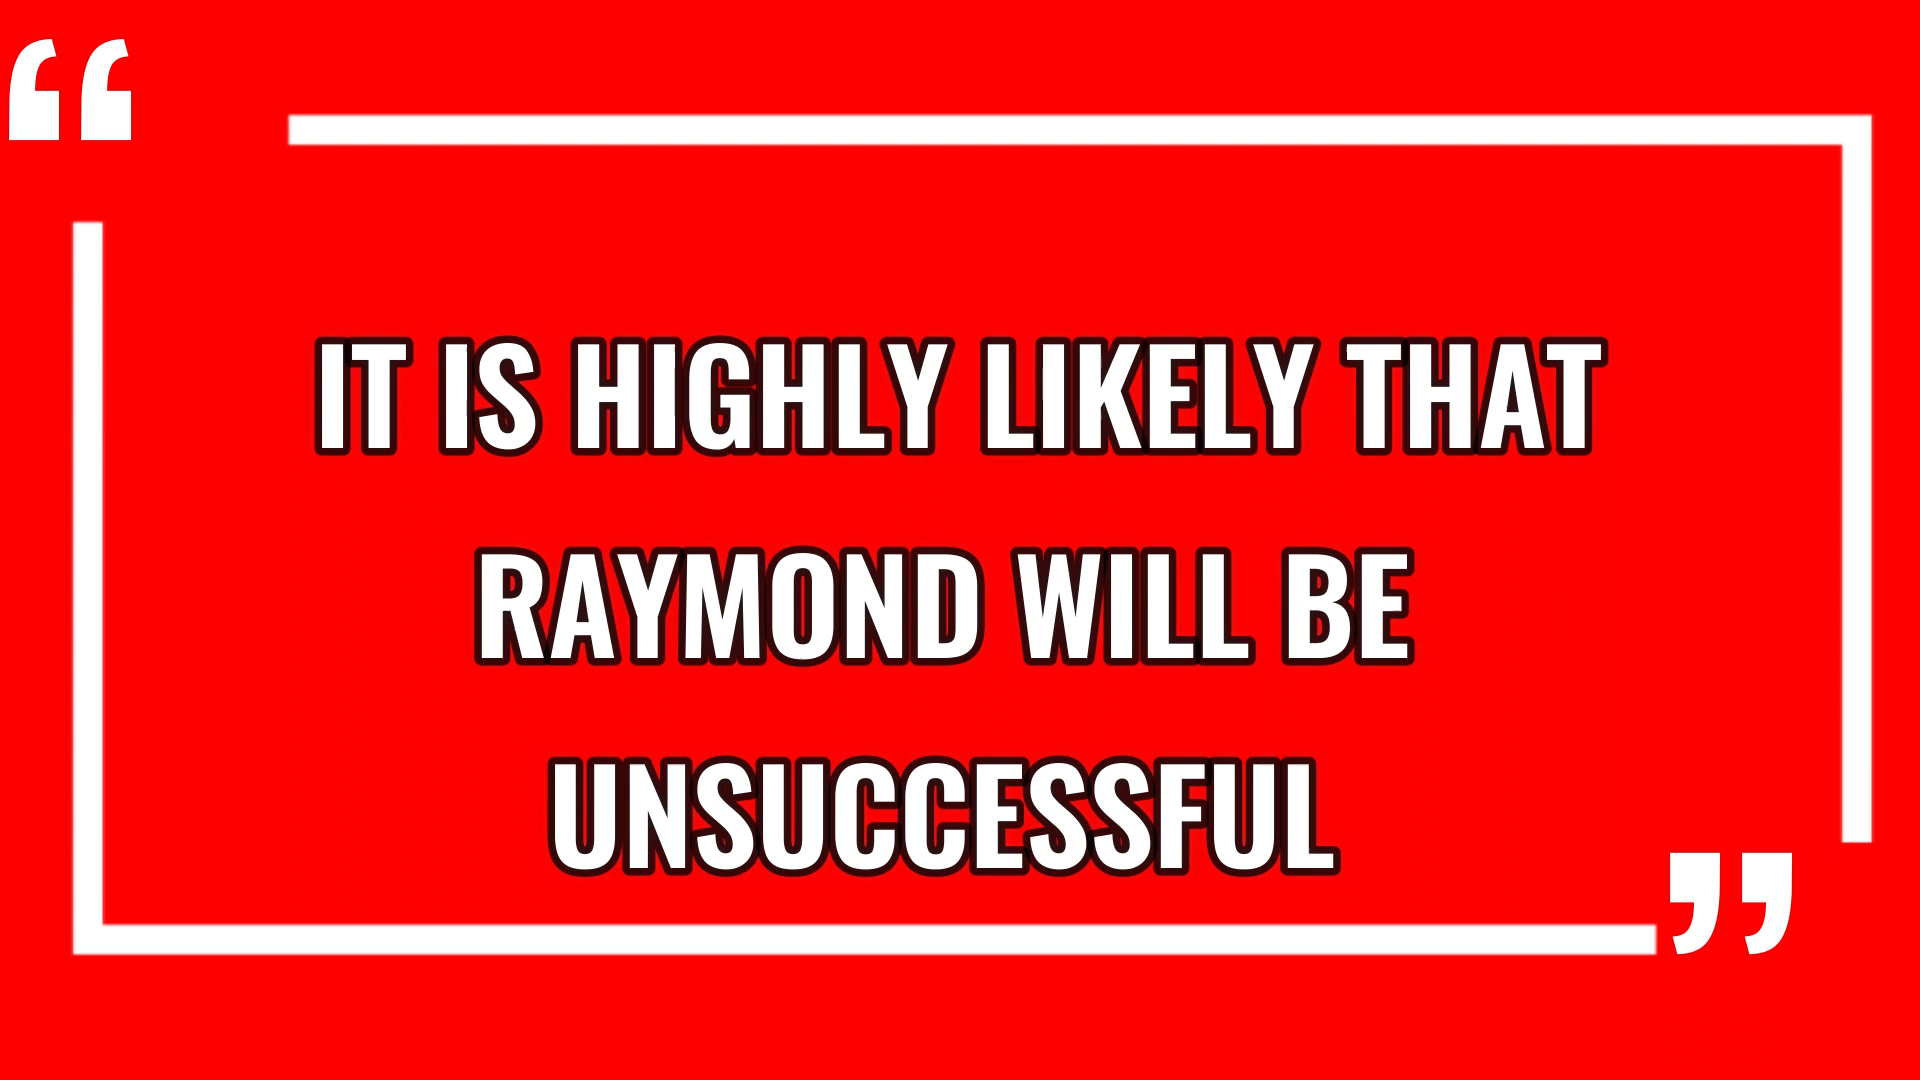 “
IT IS HIGHLY LIKELY THAT
RAYMOND WILL BE
UNSUCCESSFUL
”